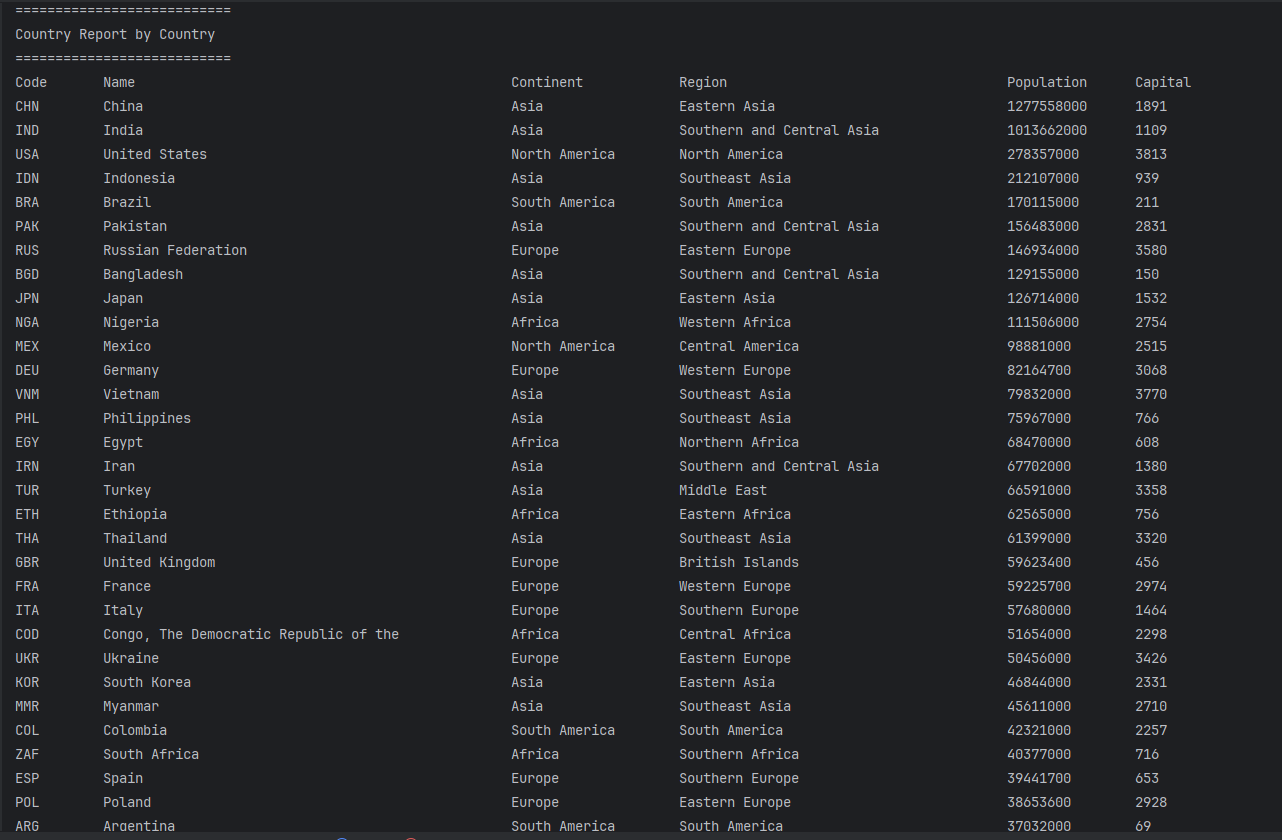 ===========================
Country Report by Country
===========================
Code Name Continent Region Population Capital
CHN China Asia Eastern Asia 1277558000 1891
IND India Asia Southern and Central Asia 1013662000 1109
USA United States North America North America 278357000 3813
IDN Indonesia Asia Southeast Asia 212107000 939
BRA Brazil South America South America 170115000 211
PAK Pakistan Asia Southern and Central Asia 156483000 2831
RUS Russian Federation Europe Eastern Europe 146934000 3580
BGD Bangladesh Asia Southern and Central Asia 129155000 150
JPN Japan Asia Eastern Asia 126714000 1532
NGA Nigeria Africa Western Africa 111506000 2754
MEX Mexico North America Central America 98881000 2515
DEU Germany Europe Western Europe 82164700 3068
VNM Vietnam Asia Southeast Asia 79832000 3770
PHL Philippines Asia Southeast Asia 75967000 766
EGY Egypt Africa Northern Africa 68470000 608
IRN Iran Asia Southern and Central Asia 67702000 1380
TUR Turkey Asia Middle East 66591000 3358
ETH Ethiopia Africa Eastern Africa 62565000 756
THA Thailand Asia Southeast Asia 61399000 3320
GBR United Kingdom Europe British Islands 59623400 456
FRA France Europe Western Europe 59225700 2974
ITA Italy Europe Southern Europe 57680000 1464
COD Congo, The Democratic Republic of the Africa Central Africa 51654000 2298
UKR Ukraine Europe Eastern Europe 50456000 3426
KOR South Korea Asia Eastern Asia 46844000 2331
MMR Myanmar Asia Southeast Asia 45611000 2710
COL Colombia South America South America 42321000 2257
ZAF South Africa Africa Southern Africa 40377000 716
ESP Spain Europe Southern Europe 39441700 653
POL Poland Europe Eastern Europe 38653600 2928
ARG Argentina South America South America 37032000 69